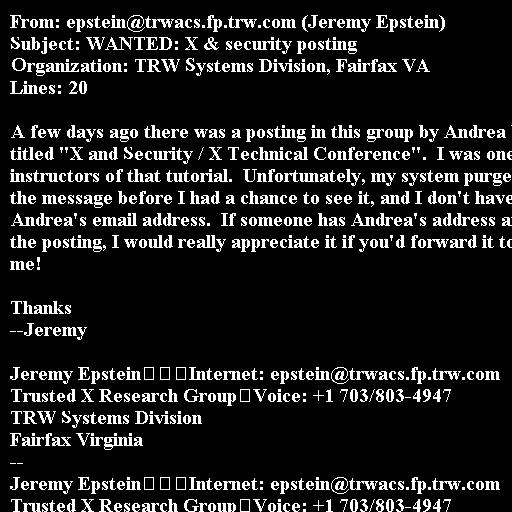 From: epstein@trwacs.fp.trw.com (Jeremy Epstein)
Subject: WANTED: X & security posting
Organization: TRW Systems Division, Fairfax VA
Lines: 20

A few days ago there was a posting in this group by Andrea
titled "X and Security / X Technical Conference".  I was one
instructors of that tutorial.  Unfortunately, my system purge
the message before I had a chance to see it, and I don't have
Andrea's email address.  If someone has Andrea's address a
the posting, I would really appreciate it if you'd forward it to
me!

Thanks
--Jeremy

Jeremy Epstein□□□Internet: epstein@trwacs.fp.trw.com
Trusted X Research Group□Voice: +1 703/803-4947
TRW Systems Division
Fairfax Virginia
--
Jeremy Epstein□□□Internet: epstein@trwacs.fp.trw.com
Trusted X Research Group□Voice: +1 703/803-4947